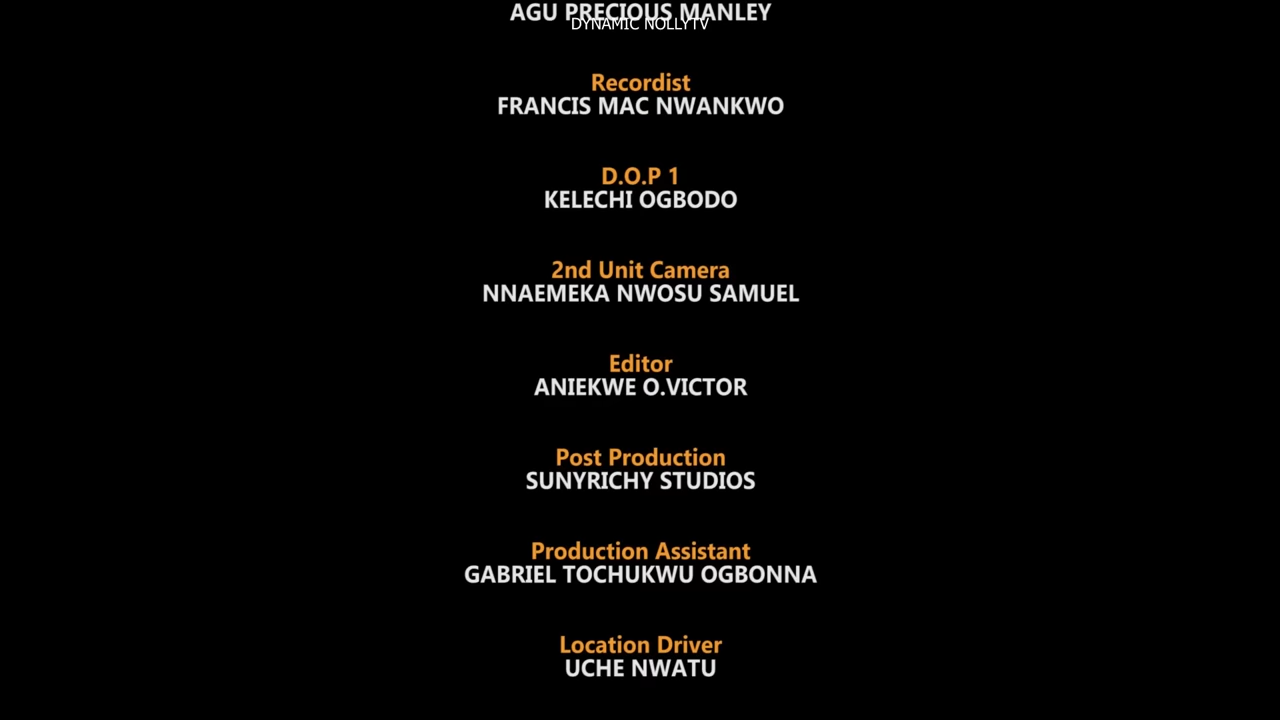 AGU PRECIOUS MANLEY
DYNAMIC NOLLYTV
Recordist
FRANCIS MAC NWANKWO
D.O.P 1
KELECHI OGBODO
2nd Unit Camera
NNAEMEKA NWOSU SAMUEL
Editor
ANIEKWE O.VICTOR
Post Production
SUNYRICHY STUDIOS
Production Assistant
GABRIEL TOCHUKWU OGBONNA
Location Driver
UCHE NWATU